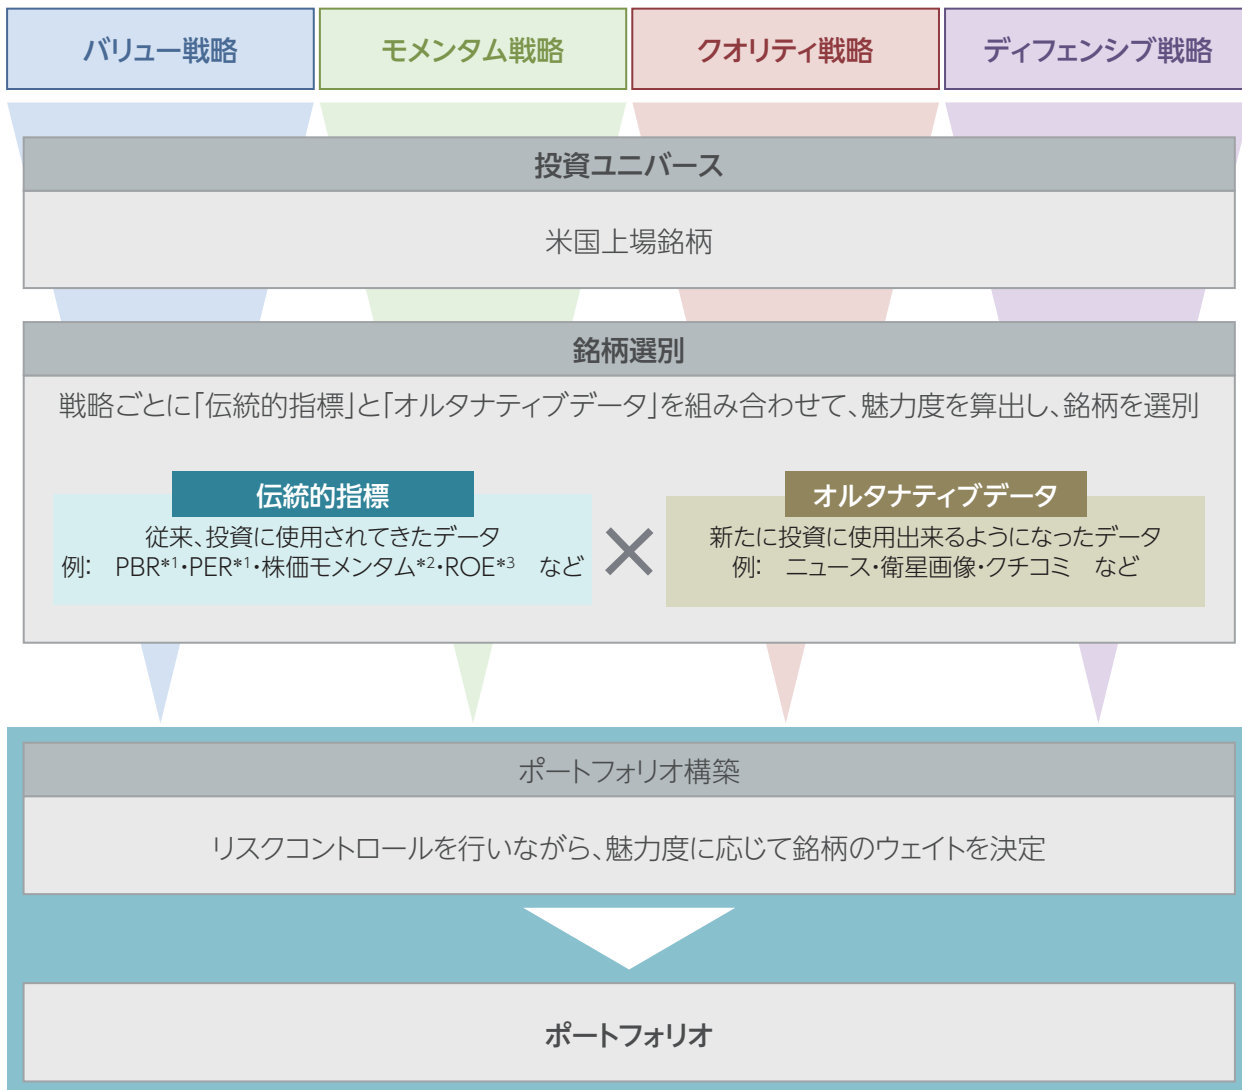 バリュー戦略
モメンタム戦略
クオリティ戦略
ディフェンシブ戦略
投資ユニバース
米国上場銘柄
銘柄選別
戦略ごとに「伝統的指標」と「オルタナティブデータ」を組み合わせて、魅力度を算出し、銘柄を選別
伝統的指標
従来、投資に使用されてきたデータ
例:　PBR*1・PER*1・株価モメンタム*2・ROE*3　など
×
オルタナティブデータ
新たに投資に使用出来るようになったデータ
例:　ニュース・衛星画像・クチコミ　など
ポートフォリオ構築
リスクコントロールを行いながら、魅力度に応じて銘柄のウェイトを決定
ポートフォリオ